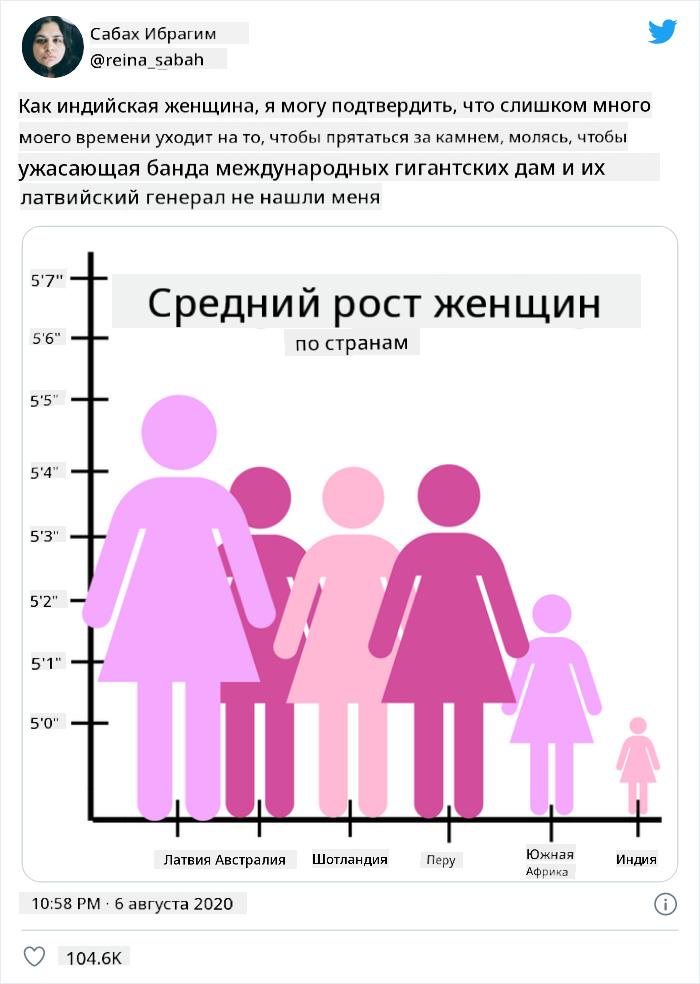 Сабах Ибрагим
@reina_sabah
Как индийская женщина, я могу подтвердить, что слишком много
моего времени уходит на то, чтобы прятаться за камнем, молясь, чтобы
ужасающая банда международных гигантских дам и их
латвийский генерал не нашли меня
Средний рост женщин
по странам
5'7"
5'6"
5'5"
5'4"
5'3"
5'2"
5'1"
5'0"
Латвия Австралия Шотландия Перу Южная Африка Индия
10:58 PM · 6 августа 2020
104.6K